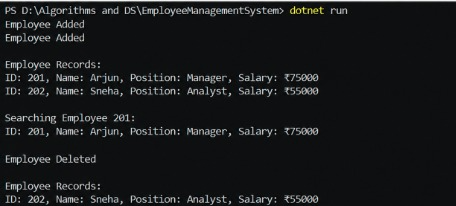 PS D:\Algorithms and DS\EmployeeManagementSystem> dotnet run
Employee Added
Employee Added
Employee Records:
ID: 201, Name: Arjun, Position: Manager, Salary: ₹75000
ID: 202, Name: Sneha, Position: Analyst, Salary: ₹55000
Searching Employee 201:
ID: 201, Name: Arjun, Position: Manager, Salary: ₹75000
Employee Deleted
Employee Records:
ID: 202, Name: Sneha, Position: Analyst, Salary: ₹55000